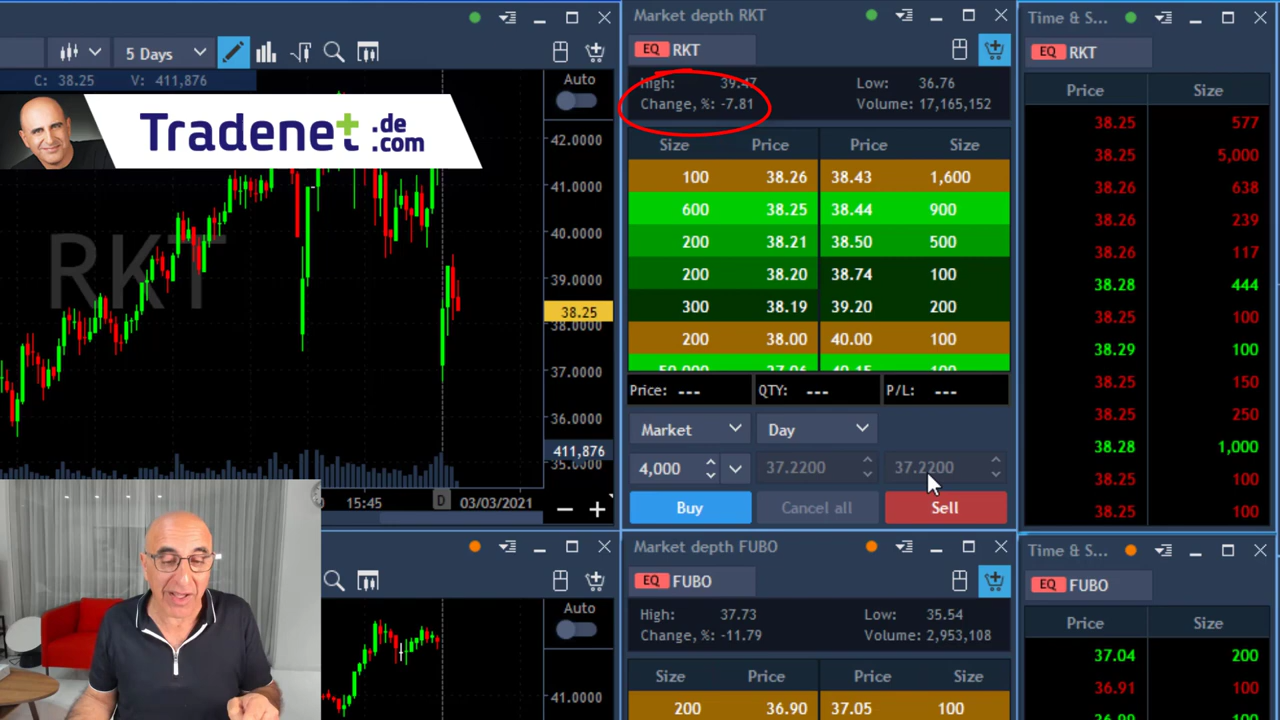 5 Days
C: 38.25 V: 411,876
Tradenet .de .com
RKT
Auto
42.0000
41.0000
40.0000
39.0000
38.25
38.0000
37.0000
36.0000
411,876
35.0000
15:45
D
03/03/2021
Market depth RKT
EQ RKT
High: 39.47 Low: 36.76
Change, %: -7.81 Volume: 17,165,152
Size Price Price Size
100 38.26 38.43 1,600
600 38.25 38.44 900
200 38.21 38.50 500
200 38.20 38.74 100
300 38.19 39.20 200
200 38.00 40.00 100
Price: --- QTY: --- P/L: ---
Market Day
4,000 37.2200 37.2200
Buy Cancel all Sell
Time & S...
EQ RKT
Price Size
38.25 577
38.25 5,000
38.26 638
38.26 239
38.26 117
38.28 444
38.25 100
38.29 100
38.25 150
38.25 250
38.28 1,000
38.25 100
38.25 100
Auto
41.0000
Market depth FUBO
EQ FUBO
High: 37.73 Low: 35.54
Change, %: -11.79 Volume: 2,953,108
Size Price Price Size
200 36.90 37.05 100
Time & S...
EQ FUBO
Price Size
37.04 200
36.91 100